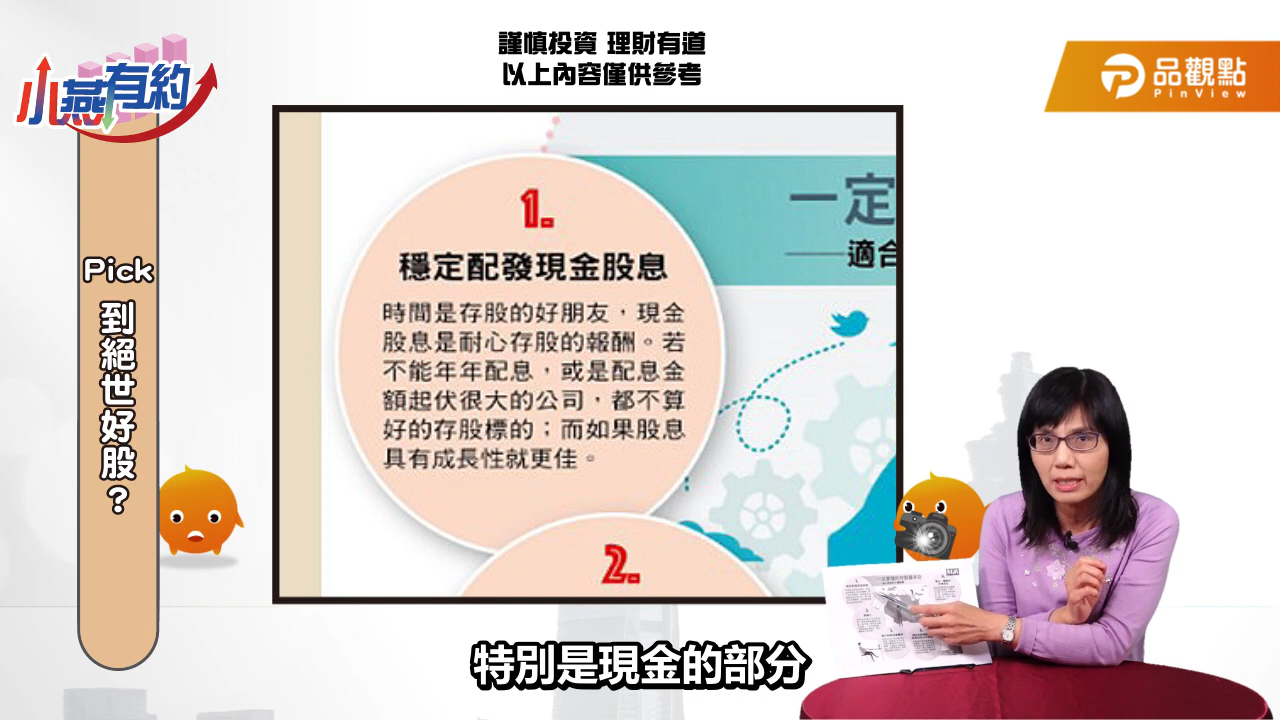 謹慎投資 理財有道
以上內容僅供參考
小燕有約
品觀點
PinView
Pick
到絕世好股？
1.
穩定配發現金股息
時間是存股的好朋友，現金
股息是耐心存股的報酬。若
不能年年配息，或是配息金
額起伏很大的公司，都不算
好的存股標的；而如果股息
具有成長性就更佳。
2.
一定
適合
特別是現金的部分